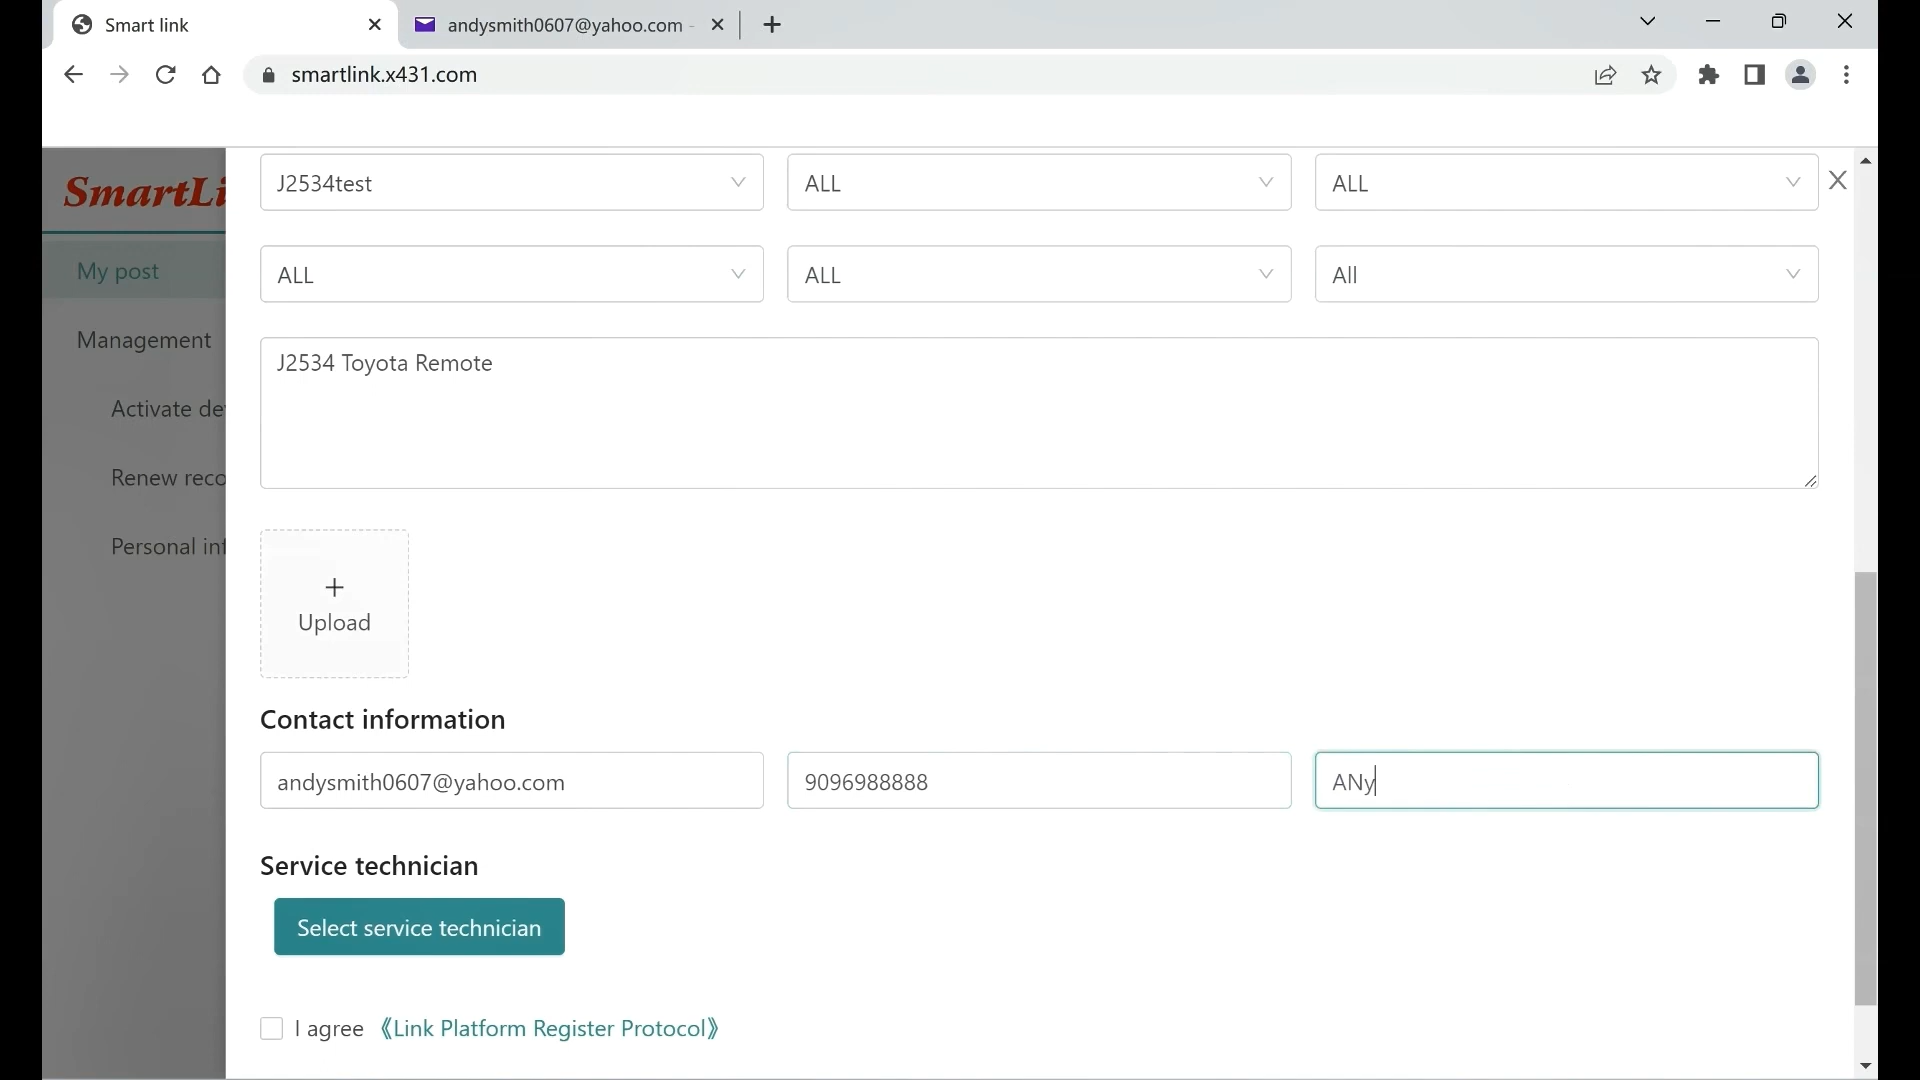 Smart link
andysmith0607@yahoo.com -
smartlink.x431.com
SmartLi
J2534test
ALL
ALL
My post
ALL
ALL
All
Management
J2534 Toyota Remote
Activate de
Renew reco
Personal inf
+
Upload
Contact information
andysmith0607@yahoo.com
9096988888
ANy
Service technician
Select service technician
I agree 《Link Platform Register Protocol》